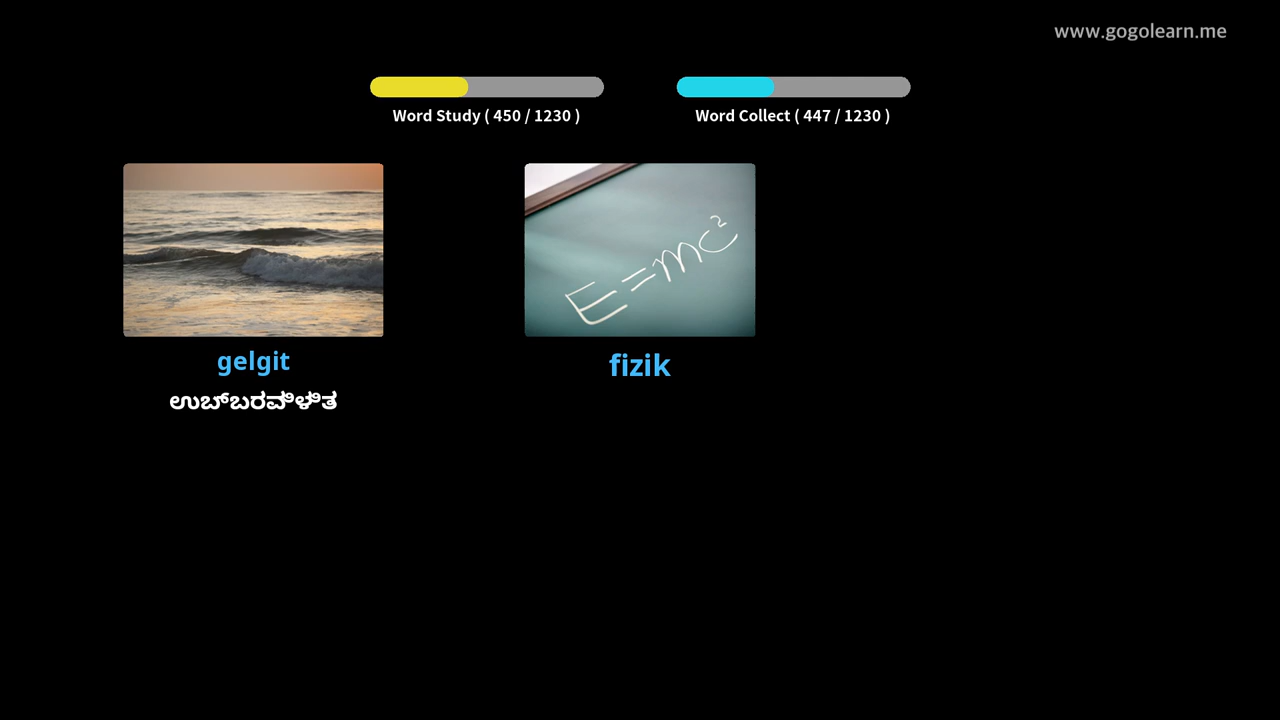 www.gogolearn.me
Word Study ( 450 / 1230 )
Word Collect ( 447 / 1230 )
E=mc²
gelgit
fizik
ಉಬ್ಬರವಿಳಿತ